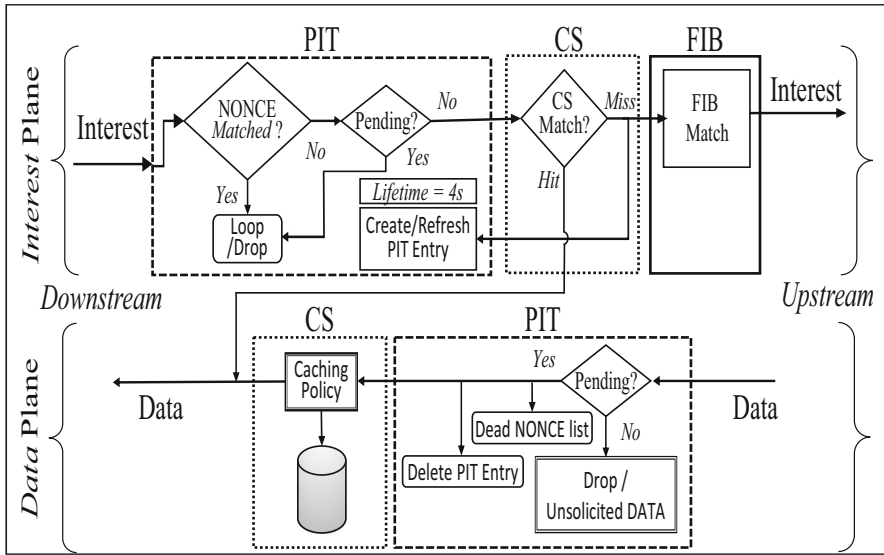 PIT
CS
FIB
Interest Plane
Interest
NONCE
Matched ?
No
Yes
Loop
/Drop
Pending?
No
Yes
Lifetime = 4s
Create/Refresh
PIT Entry
CS
Match?
Miss
Hit
FIB
Match
Interest
Downstream
Upstream
Data Plane
CS
PIT
Data
Caching
Policy
Yes
Pending?
No
Dead NONCE list
Delete PIT Entry
Drop /
Unsolicited DATA
Data